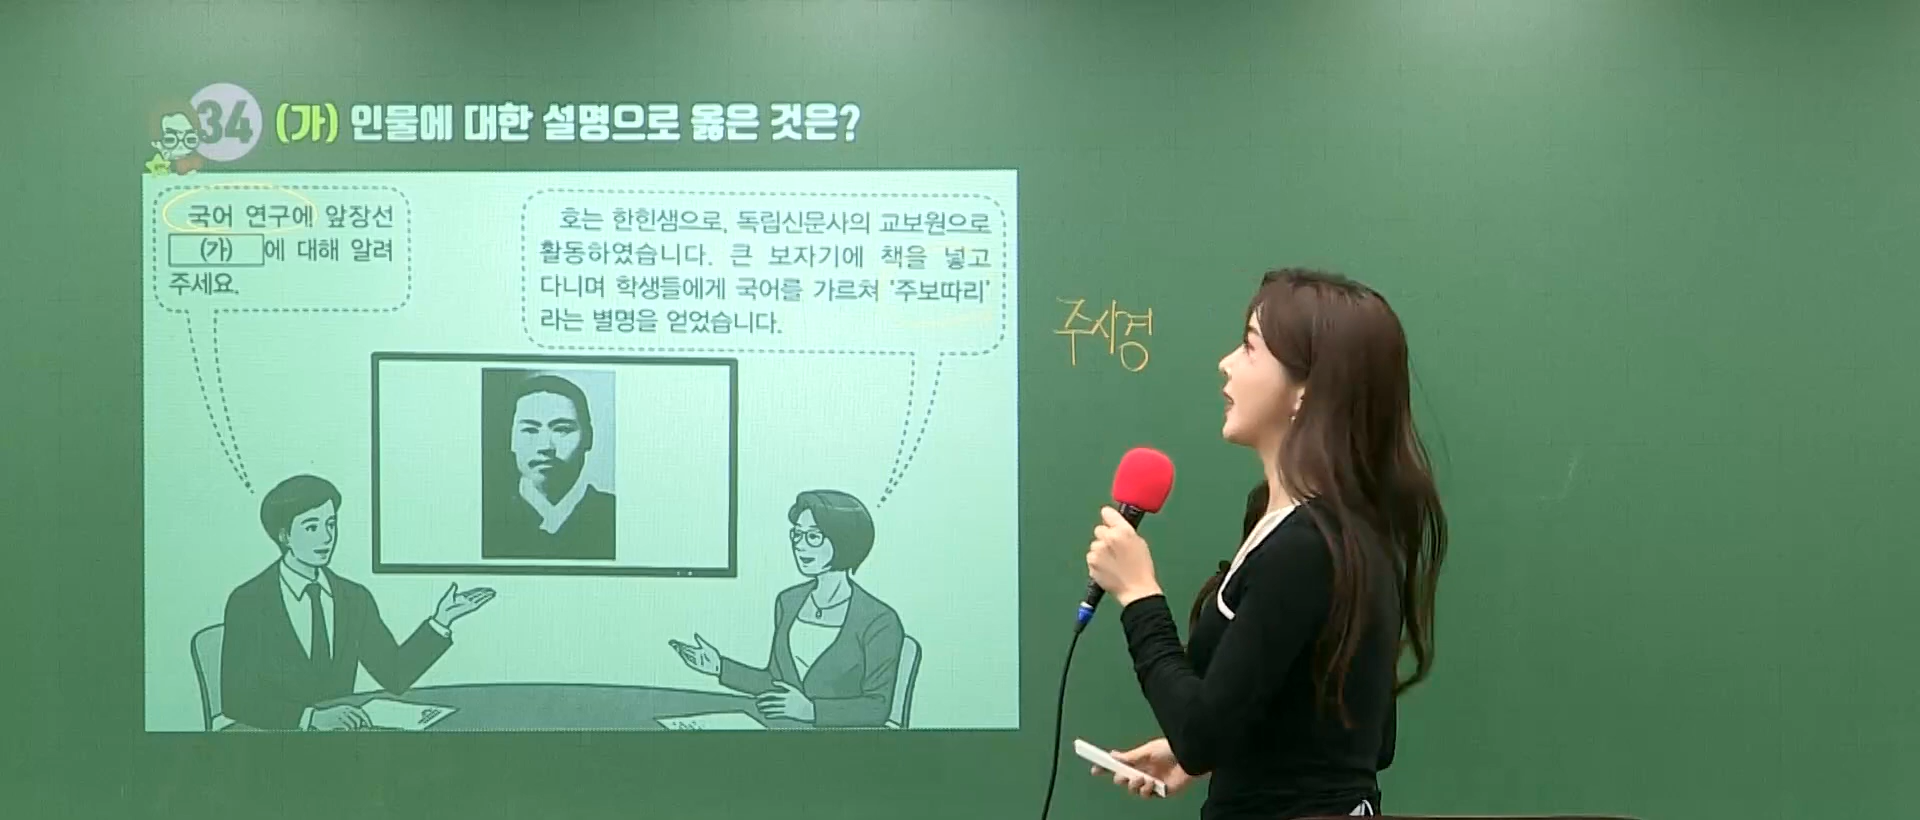 34 (가) 인물에 대한 설명으로 옳은 것은?
국어 연구에 앞장선
(가)에 대해 알려
주세요.
호는 한힌샘으로, 독립신문사의 교보원으로
활동하였습니다. 큰 보자기에 책을 넣고
다니며 학생들에게 국어를 가르쳐 '주보따리'
라는 별명을 얻었습니다.
주시경